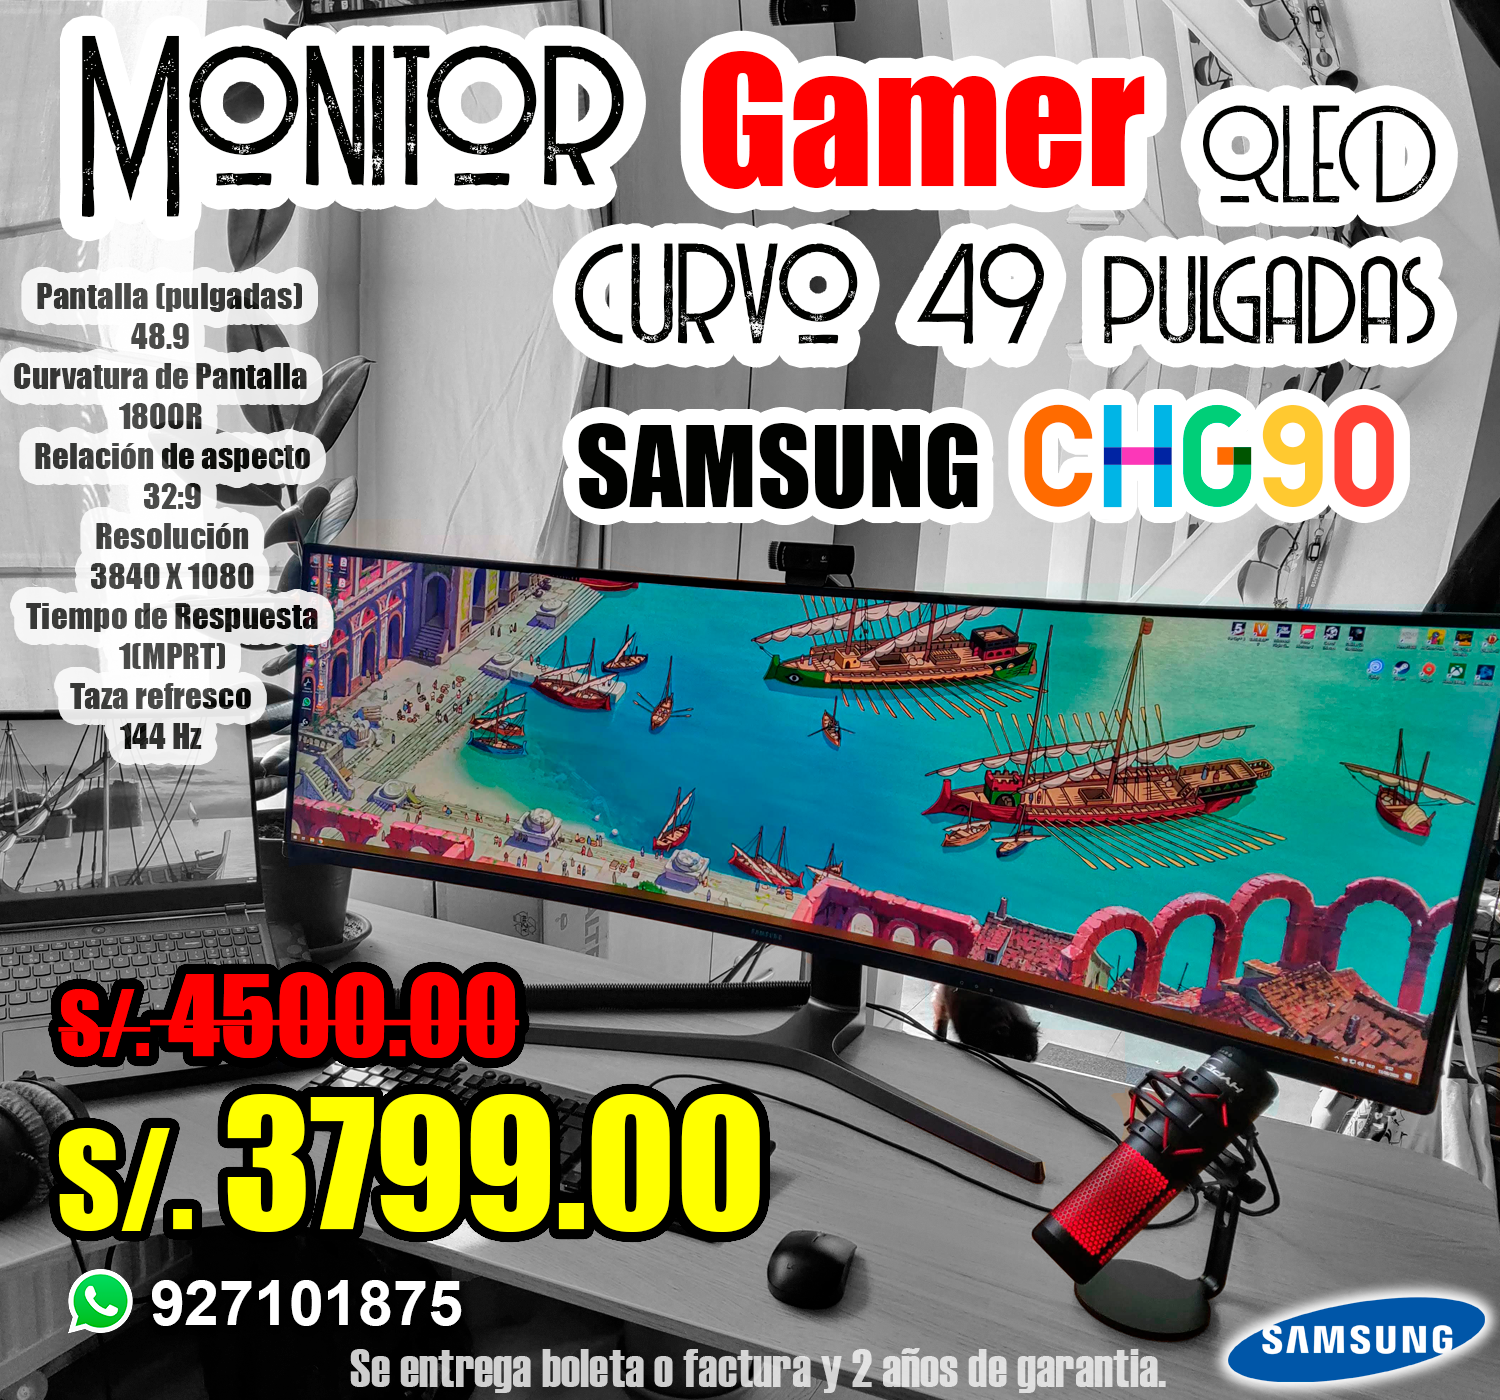 Monitor Gamer QLED
CURVO 49 PULGADAS
SAMSUNG CHG90
Pantalla (pulgadas)
48.9
Curvatura de Pantalla
1800R
Relación de aspecto
32:9
Resolución
3840 X 1080
Tiempo de Respuesta
1(MPRT)
Taza refresco
144 Hz
SAMSUNG
S/. 4500.00
HYPE
S/. 3799.00
927101875
SAMSUNG
Se entrega boleta o factura y 2 años de garantia.